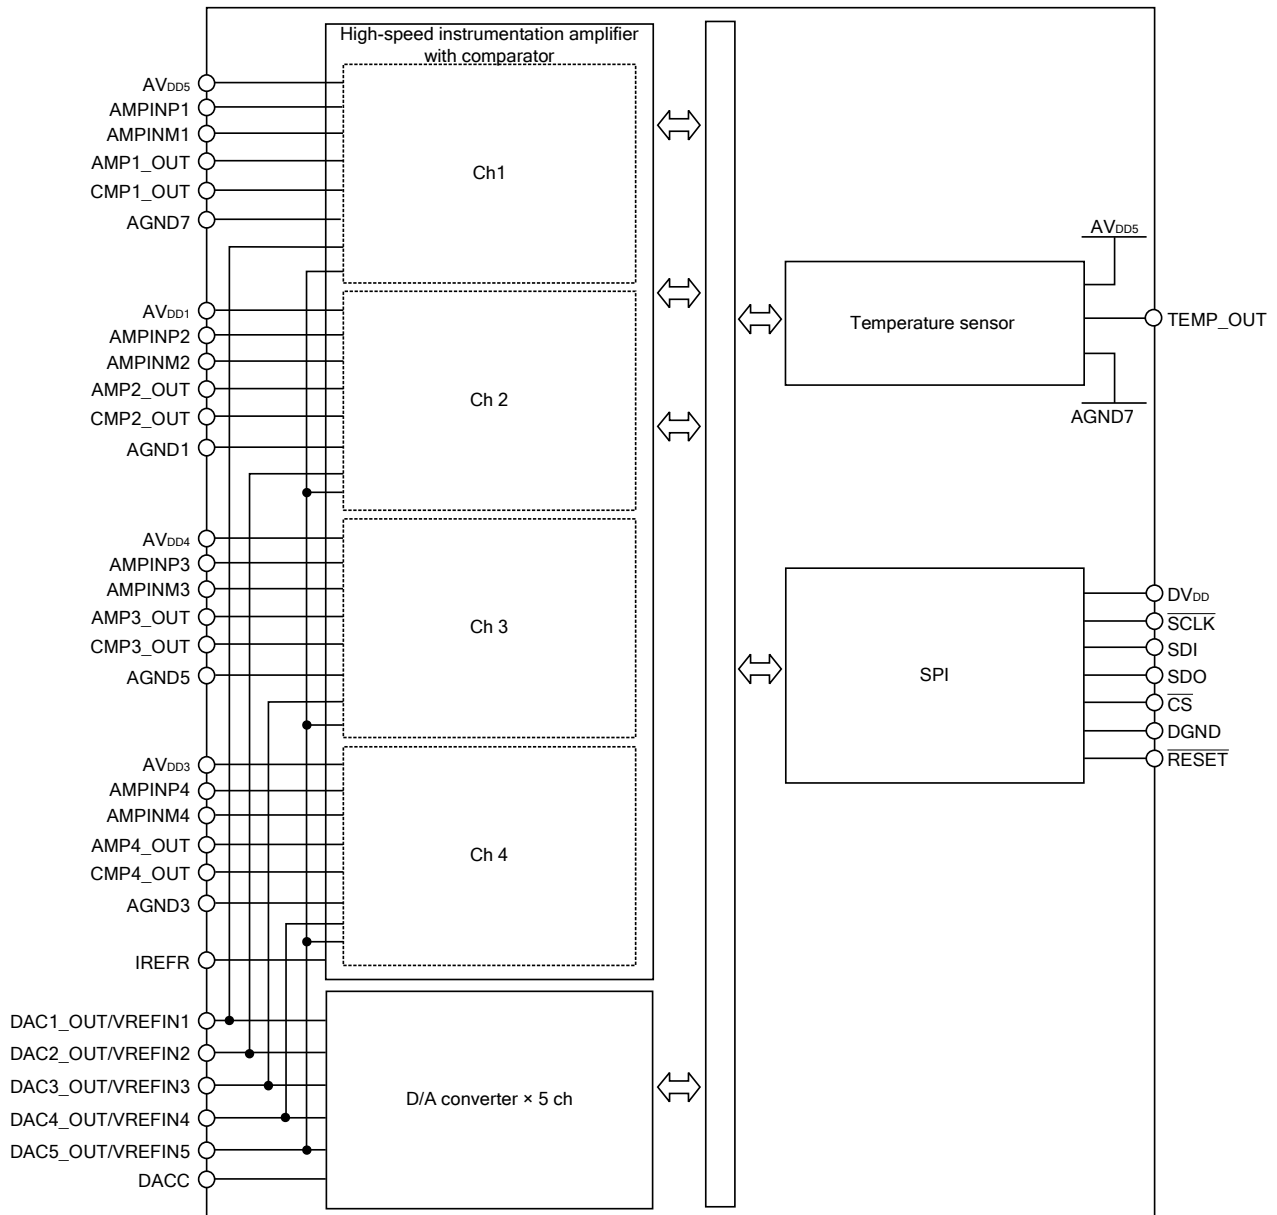 High-speed instrumentation amplifier
with comparator
AVDD5
AMPINP1
AMPINM1
AMP1_OUT
CMP1_OUT
AGND7
Ch1
AVDD1
AMPINP2
AMPINM2
AMP2_OUT
CMP2_OUT
AGND1
Ch 2
AVDD4
AMPINP3
AMPINM3
AMP3_OUT
CMP3_OUT
AGND5
Ch 3
AVDD3
AMPINP4
AMPINM4
AMP4_OUT
CMP4_OUT
AGND3
Ch 4
IREFR
DAC1_OUT/VREFIN1
DAC2_OUT/VREFIN2
DAC3_OUT/VREFIN3
DAC4_OUT/VREFIN4
DAC5_OUT/VREFIN5
DACC
D/A converter × 5 ch
AVDD5
Temperature sensor
TEMP_OUT
AGND7
SPI
DVDD
SCLK
SDI
SDO
CS
DGND
RESET